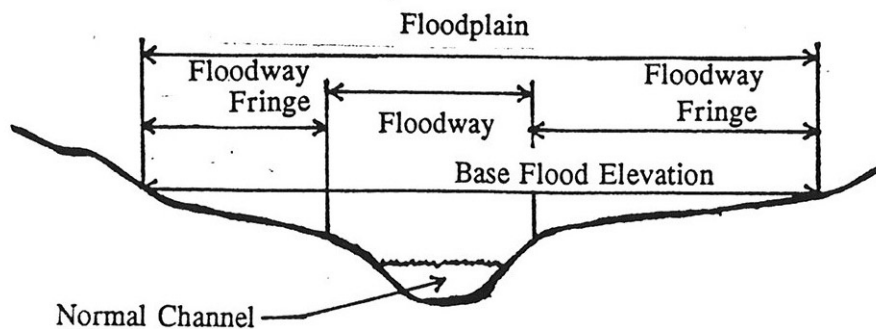 Floodplain
Floodway
Fringe
Floodway
Floodway
Fringe
Base Flood Elevation
Normal Channel